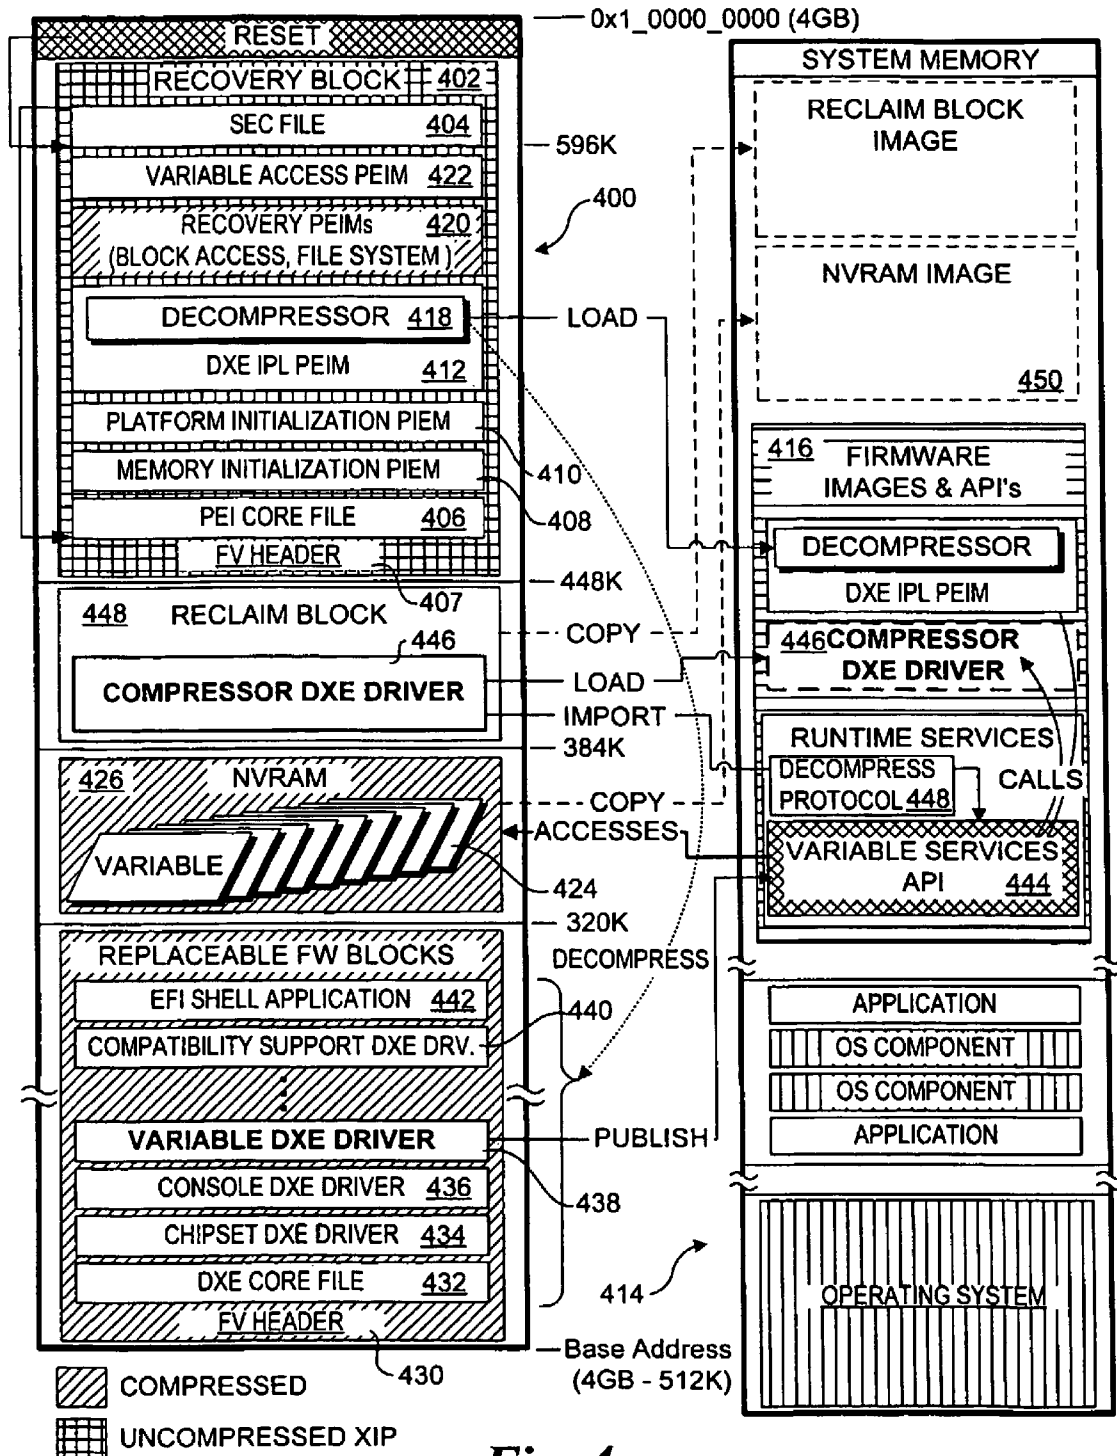 0x1_0000_0000 (4GB)
RESET
RECOVERY BLOCK 402
SEC FILE 404
596K
VARIABLE ACCESS PEIM 422
400
RECOVERY PEIMs 420
(BLOCK ACCESS, FILE SYSTEM )
DECOMPRESSOR 418
LOAD
DXE IPL PEIM 412
PLATFORM INITIALIZATION PIEM
410
MEMORY INITIALIZATION PIEM
408
PEI CORE FILE 406
FV HEADER
407
448K
448 RECLAIM BLOCK
446
COPY
COMPRESSOR DXE DRIVER
LOAD
IMPORT
384K
426 NVRAM
COPY
ACCESSES
VARIABLE
424
320K
REPLACEABLE FW BLOCKS
DECOMPRESS
EFI SHELL APPLICATION 442
440
COMPATIBILITY SUPPORT DXE DRV.
VARIABLE DXE DRIVER
PUBLISH
438
CONSOLE DXE DRIVER 436
CHIPSET DXE DRIVER 434
DXE CORE FILE 432
FV HEADER
430
414
Base Address
(4GB - 512K)
COMPRESSED
UNCOMPRESSED XIP
SYSTEM MEMORY
RECLAIM BLOCK
IMAGE
NVRAM IMAGE
450
416 FIRMWARE
IMAGES & API's
DECOMPRESSOR
DXE IPL PEIM
446 COMPRESSOR
DXE DRIVER
RUNTIME SERVICES
DECOMPRESS
PROTOCOL 448
CALLS
VARIABLE SERVICES
API 444
APPLICATION
OS COMPONENT
OS COMPONENT
APPLICATION
OPERATING SYSTEM